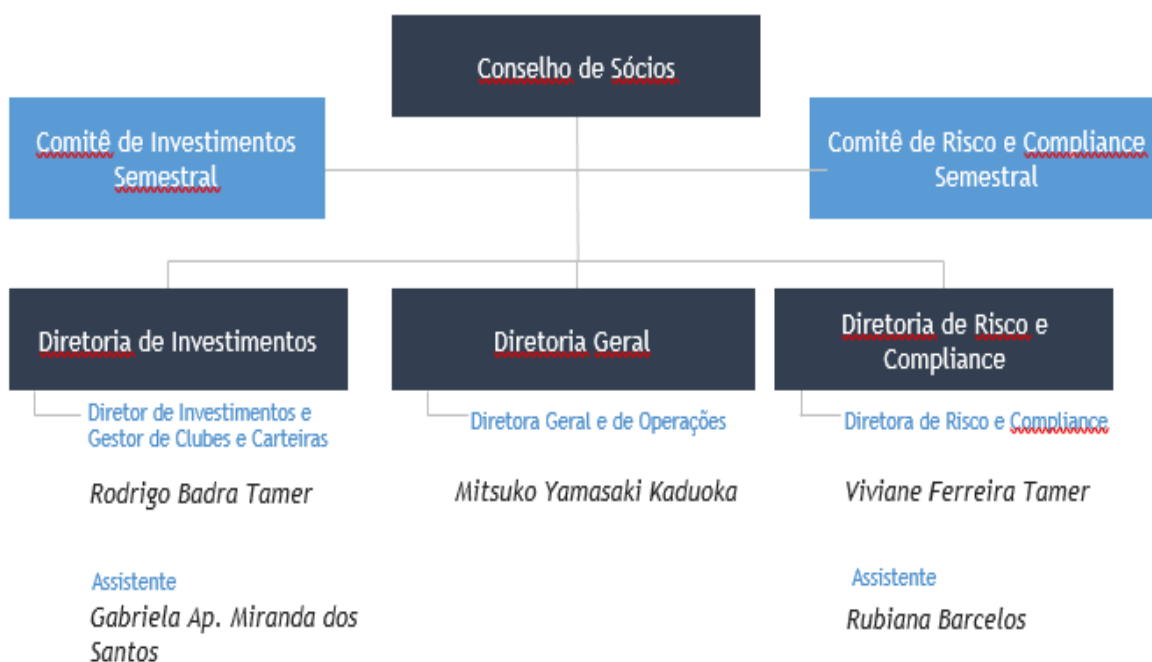 Conselho de Sócios
Comitê de Investimentos
Semestral
Comitê de Risco e Compliance
Semestral
Diretoria de Investimentos
Diretoria Geral
Diretoria de Risco e
Compliance
Diretor de Investimentos e
Gestor de Clubes e Carteiras
Diretora Geral e de Operações
Diretora de Risco e Compliance
Rodrigo Badra Tamer
Mitsuko Yamasaki Kaduoka
Viviane Ferreira Tamer
Assistente
Gabriela Ap. Miranda dos
Santos
Assistente
Rubiana Barcelos